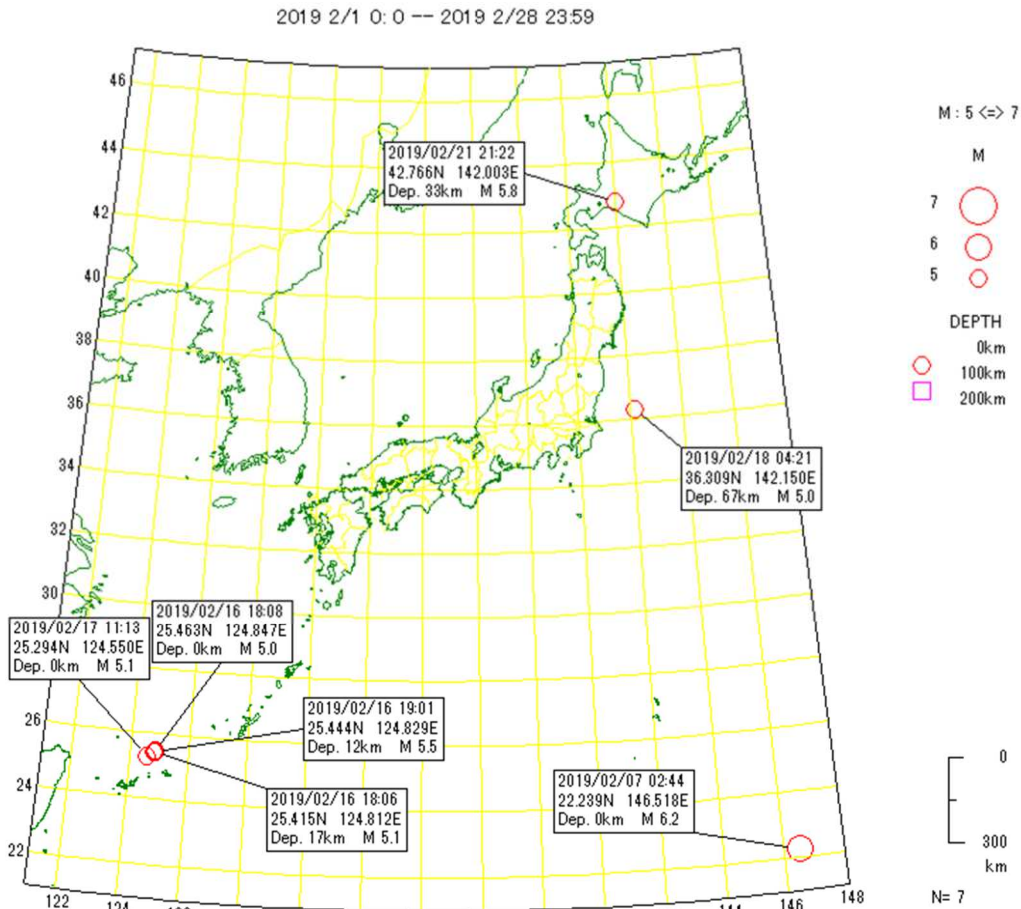 2019 2/1 0: 0 -- 2019 2/28 23:59
M : 5 <=> 7
M
7
6
5
DEPTH
0km
100km
200km
46
44
42
40
38
36
34
32
30
26
24
22
2019/02/21 21:22
42.766N 142.003E
Dep. 33km M 5.8
2019/02/18 04:21
36.309N 142.150E
Dep. 67km M 5.0
2019/02/16 18:08
25.463N 124.847E
Dep. 0km M 5.0
2019/02/17 11:13
25.294N 124.550E
Dep. 0km M 5.1
2019/02/16 19:01
25.444N 124.829E
Dep. 12km M 5.5
2019/02/16 18:06
25.415N 124.812E
Dep. 17km M 5.1
2019/02/07 02:44
22.239N 146.518E
Dep. 0km M 6.2
0
300
km
122
146
148
N= 7